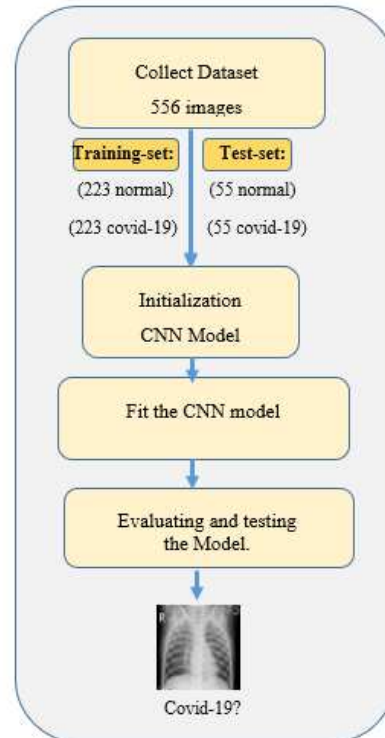 Collect Dataset
556 images
Training-set: Test-set:
(223 normal) (55 normal)
(223 covid-19) (55 covid-19)
Initialization
CNN Model
Fit the CNN model
Evaluating and testing
the Model.
R
Covid-19?